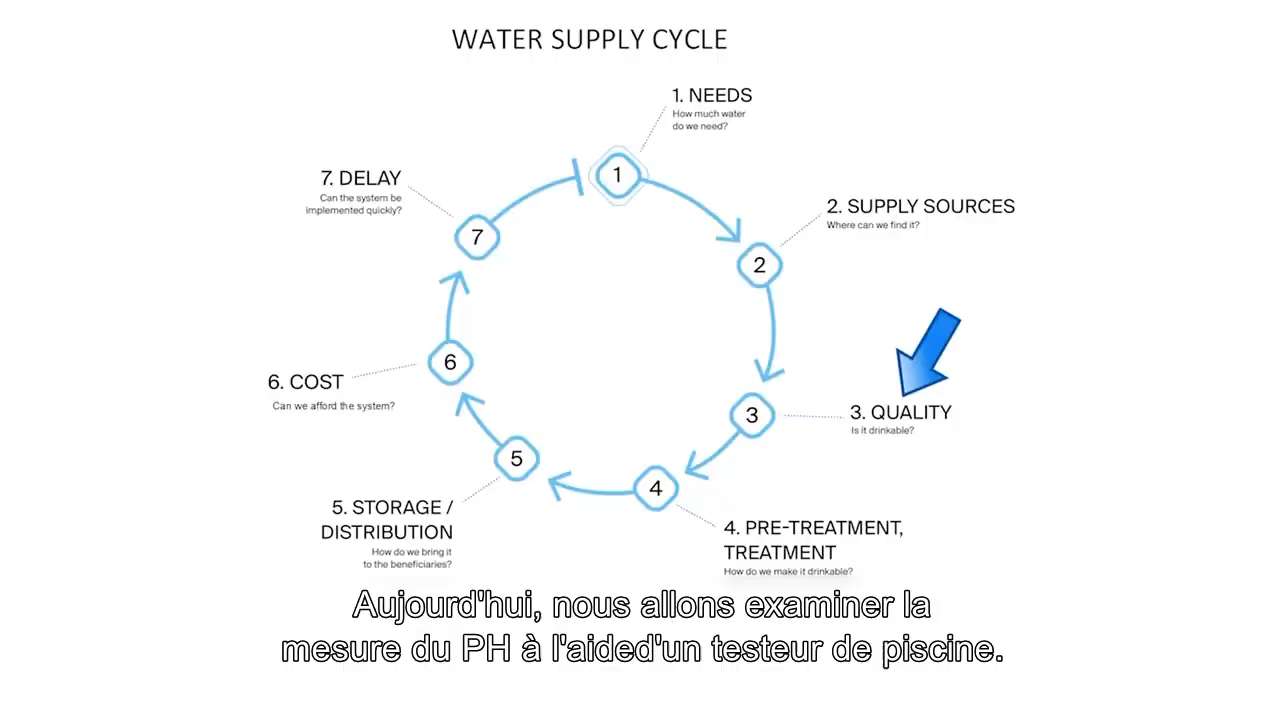 WATER SUPPLY CYCLE
1. NEEDS
How much water
do we need?
1
2. SUPPLY SOURCES
Where can we find it?
2
3. QUALITY
Is it drinkable?
3
4. PRE-TREATMENT,
TREATMENT
How do we make it drinkable?
4
5. STORAGE /
DISTRIBUTION
How do we bring it
to the beneficiaries?
5
6. COST
Can we afford the system?
6
7. DELAY
Can the system be
implemented quickly?
7
Aujourd'hui, nous allons examiner la
mesure du PH à l'aided'un testeur de piscine.